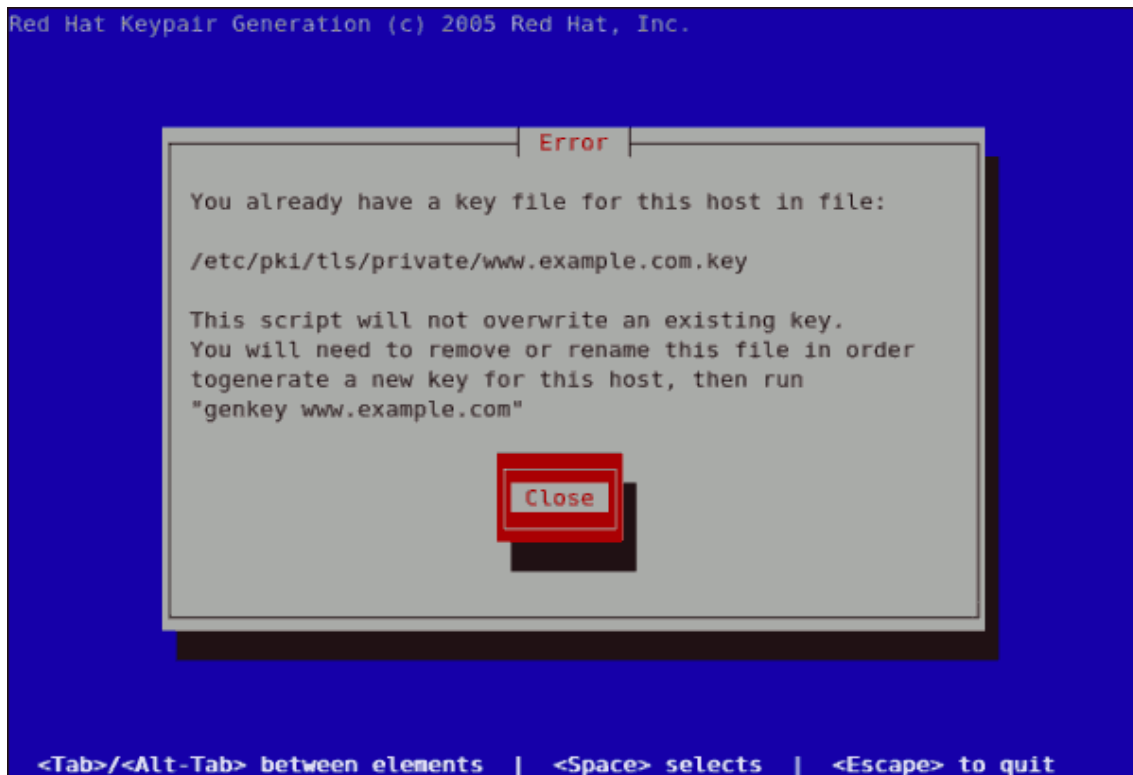 Red Hat Keypair Generation (c) 2005 Red Hat, Inc.
Error
You already have a key file for this host in file:
/etc/pki/tls/private/www.example.com.key
This script will not overwrite an existing key.
You will need to remove or rename this file in order
togenerate a new key for this host, then run
"genkey www.example.com"
Close
<Tab>/<Alt-Tab> between elements | <Space> selects | <Escape> to quit